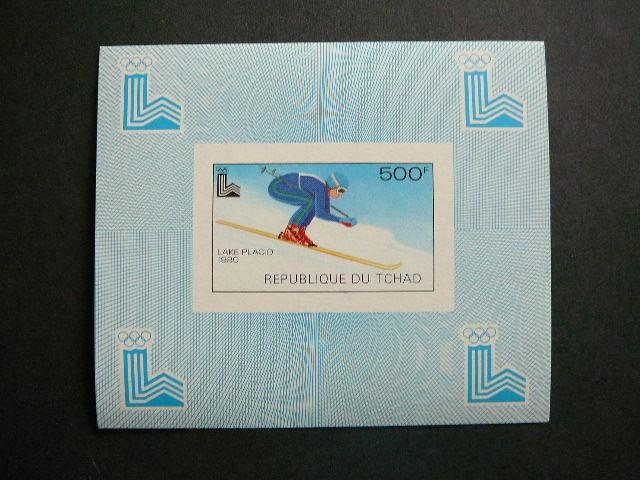 500F
LAKE PLACID
1980
REPUBLIQUE DU TCHAD